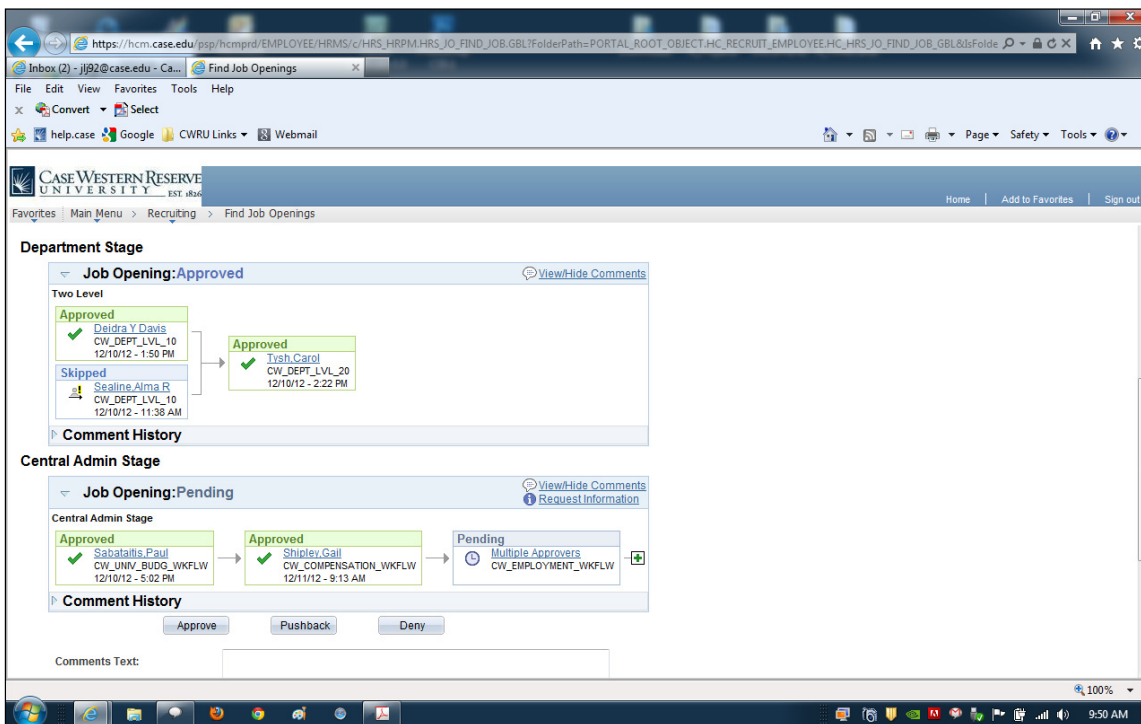 https://hcm.case.edu/psp/hcmprd/EMPLOYEE/HRMS/c/HRS_HRPM.HRS_JO_FIND_JOB.GBL?FolderPath=PORTAL_ROOT_OBJECT.HC_RECRUIT_EMPLOYEE.HC_HRS_JO_FIND_JOB_GBL&IsFolde
Inbox (2) - jlj92@case.edu - Ca... Find Job Openings
File Edit View Favorites Tools Help
x Convert Select
help.case Google CWRU Links Webmail Page Safety Tools
CASE WESTERN RESERVE
UNIVERSITY EST. 1826
Home | Add to Favorites | Sign out
Favorites Main Menu > Recruiting > Find Job Openings
Department Stage
Job Opening:Approved View/Hide Comments
Two Level
Approved
Deidra Y Davis
CW_DEPT_LVL_10
12/10/12 - 1:50 PM
Skipped
Sealine,Alma R
CW_DEPT_LVL_10
12/10/12 - 11:38 AM
Approved
Tysh,Carol
CW_DEPT_LVL_20
12/10/12 - 2:22 PM
Comment History
Central Admin Stage
Job Opening:Pending View/Hide Comments
Request Information
Central Admin Stage
Approved
Sabataitis,Paul
CW_UNIV_BUDG_WKFLW
12/10/12 - 5:02 PM
Approved
Shipley,Gail
CW_COMPENSATION_WKFLW
12/11/12 - 9:13 AM
Pending
Multiple Approvers
CW_EMPLOYMENT_WKFLW
Comment History
Approve Pushback Deny
Comments Text:
100%
9:50 AM